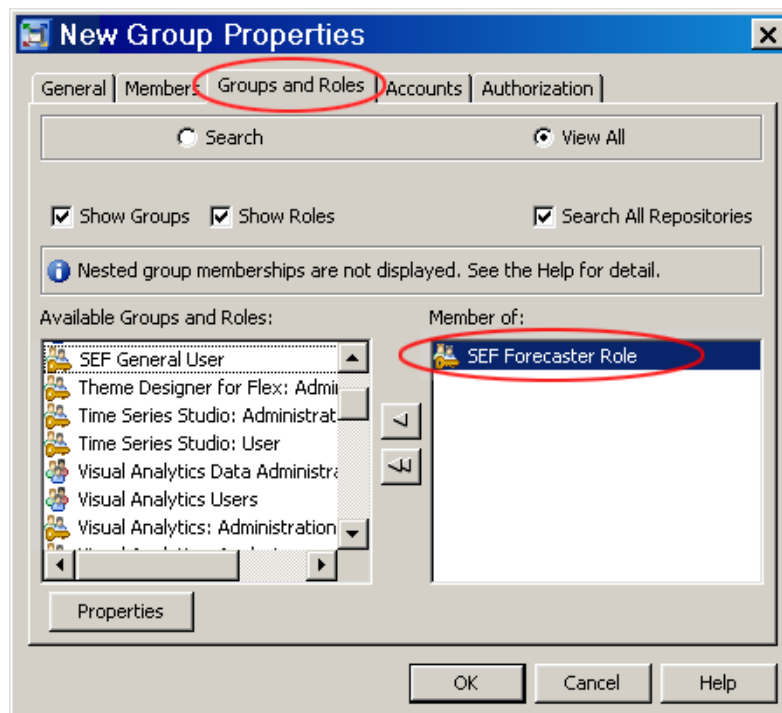 New Group Properties
General Members Groups and Roles Accounts Authorization
Search View All
Show Groups Show Roles Search All Repositories
Nested group memberships are not displayed. See the Help for detail.
Available Groups and Roles: Member of:
SEF General User SEF Forecaster Role
Theme Designer for Flex: Admi
Time Series Studio: Administrat
Time Series Studio: User
Visual Analytics Data Administra
Visual Analytics Users
Visual Analytics: Administration
Properties
OK Cancel Help